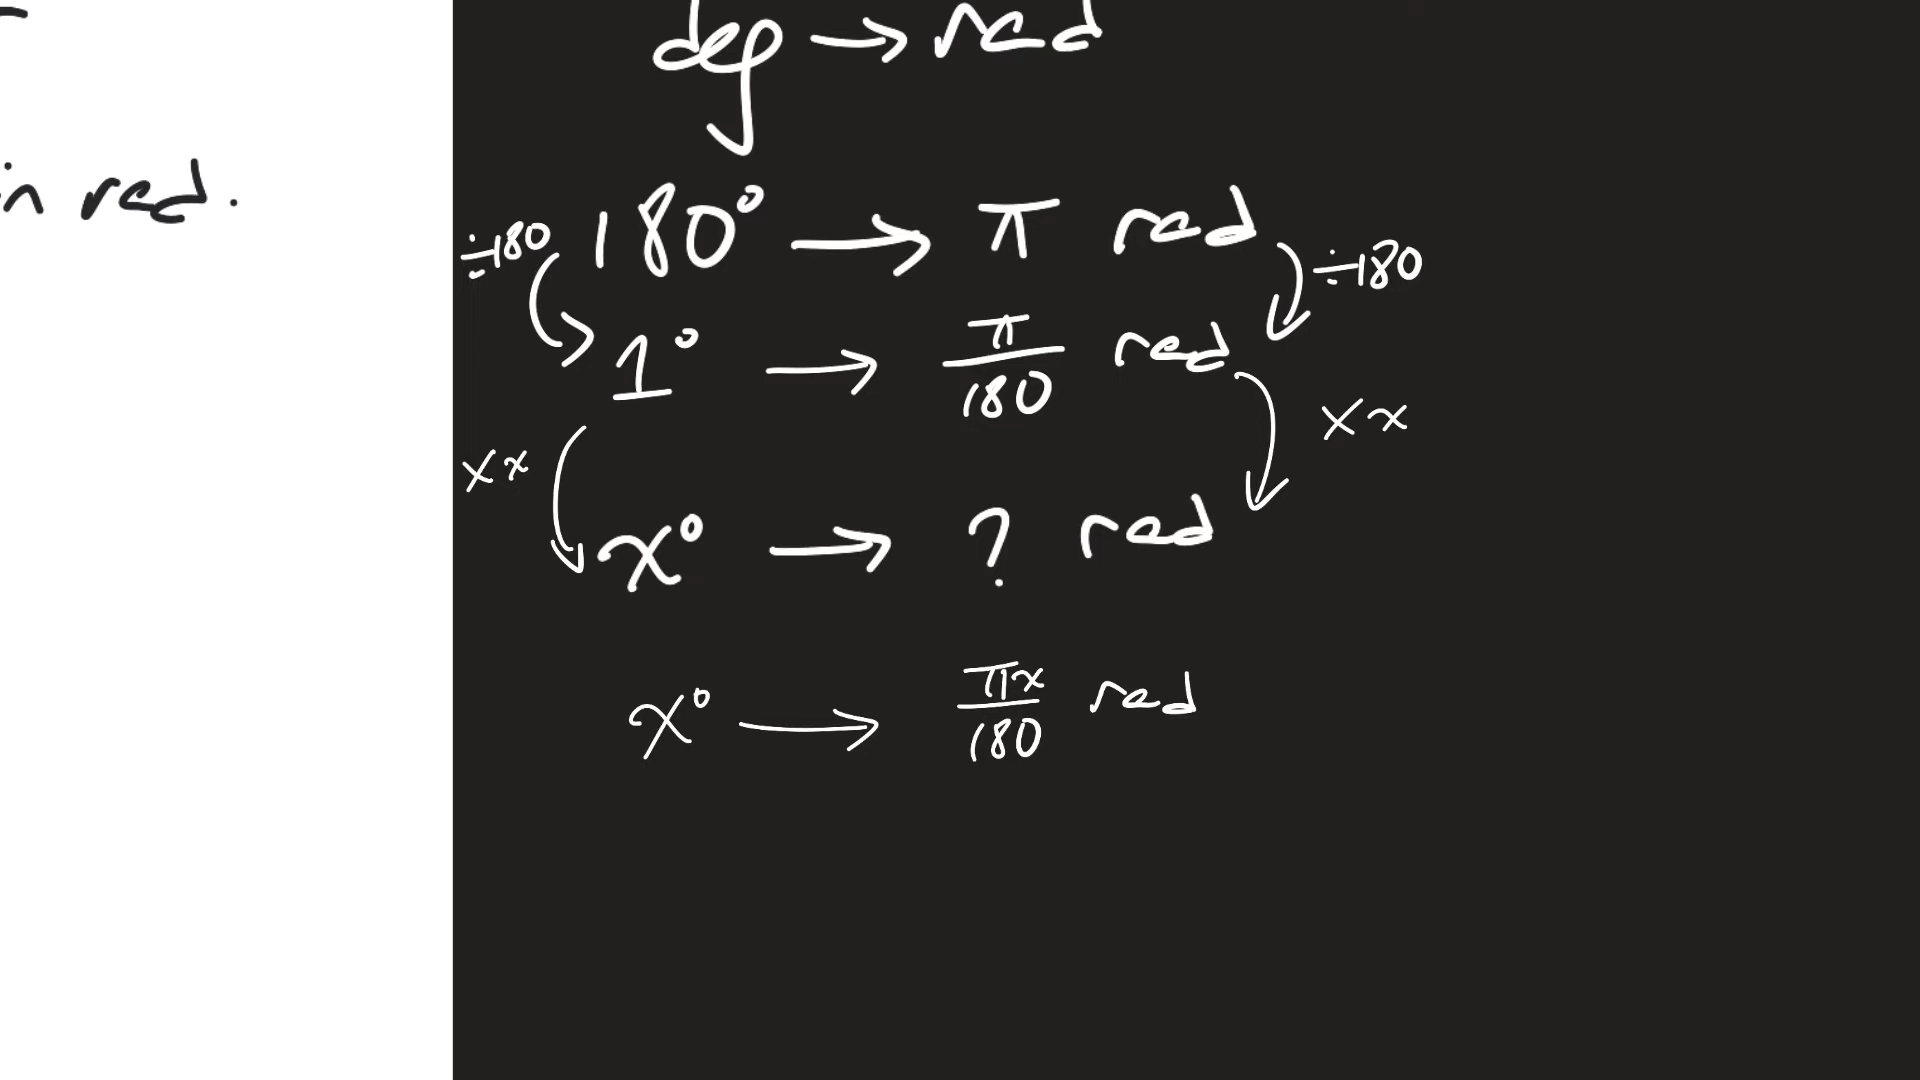 in rad.
deg → rad
÷180 180° → π rad ÷180
1° → π/180 rad
×x ×x
x° → ? rad
x° → πx/180 rad